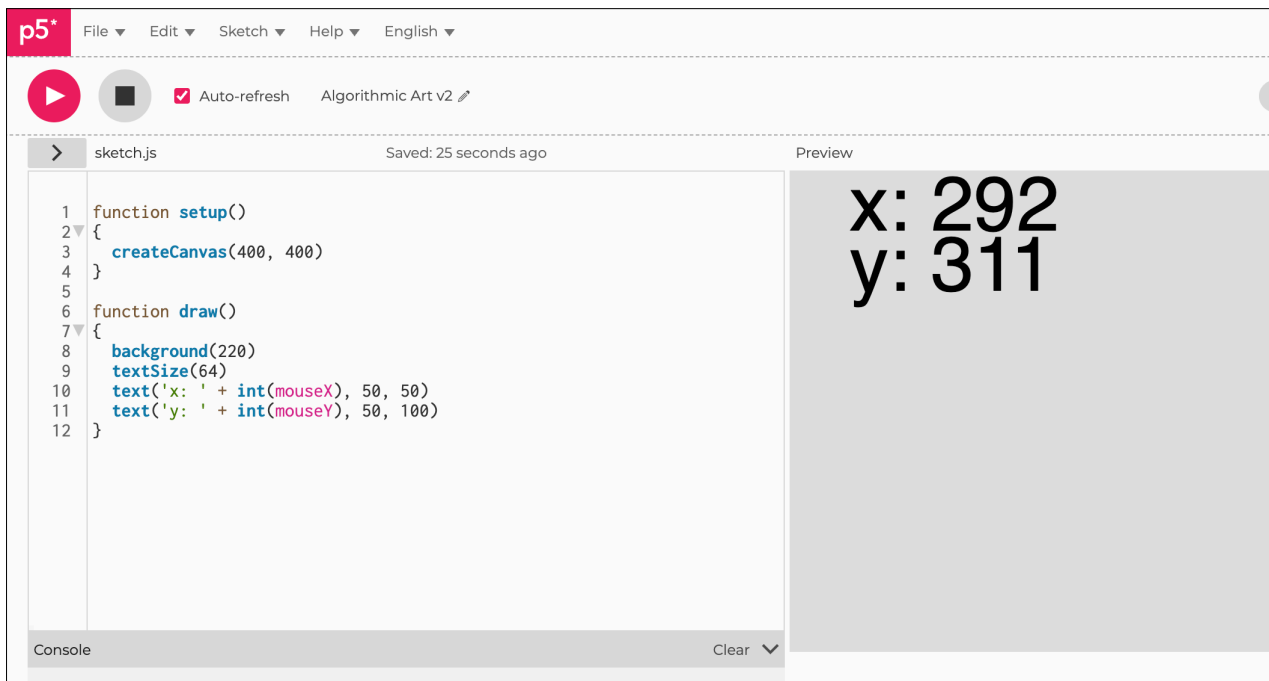 p5* File Edit Sketch Help English
Auto-refresh Algorithmic Art v2
sketch.js Saved: 25 seconds ago Preview
1 function setup()
2 {
3 createCanvas(400, 400)
4 }
5
6 function draw()
7 {
8 background(220)
9 textSize(64)
10 text('x: ' + int(mouseX), 50, 50)
11 text('y: ' + int(mouseY), 50, 100)
12 }
x: 292
y: 311
Console Clear